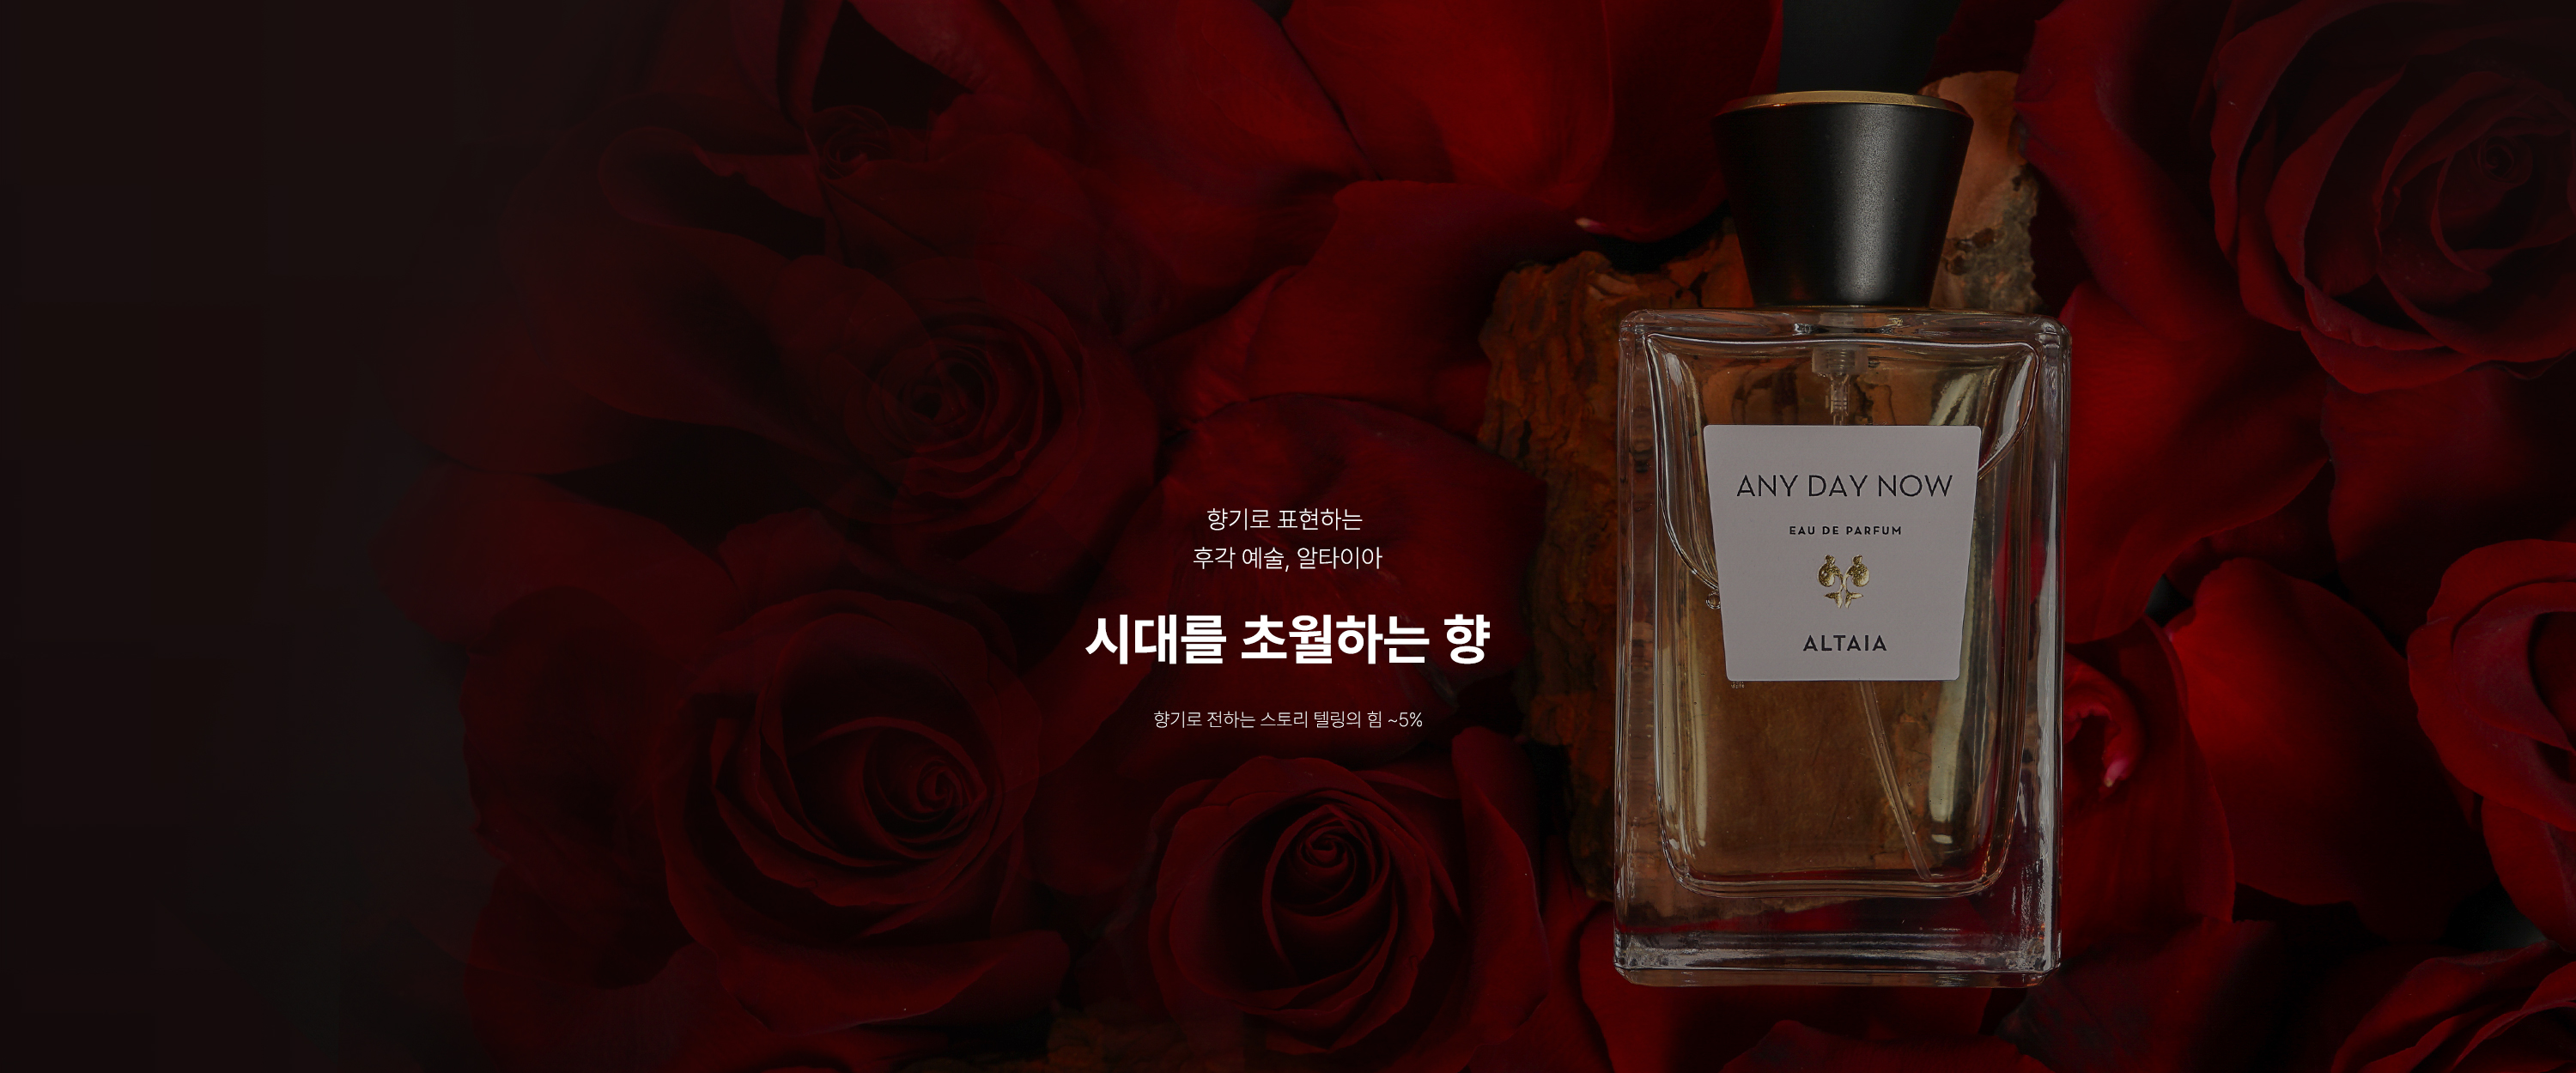 향기로 표현하는
후각 예술, 알타이아
시대를 초월하는 향
향기로 전하는 스토리 텔링의 힘 ~5%
ANY DAY NOW
EAU DE PARFUM
ALTAIA